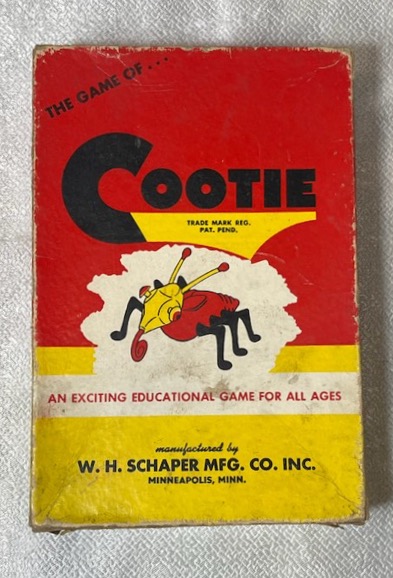 THE GAME OF...
COOTIE
TRADE MARK REG.
PAT. PEND.
AN EXCITING EDUCATIONAL GAME FOR ALL AGES
manufactured by
W. H. SCHAPER MFG. CO. INC.
MINNEAPOLIS, MINN.